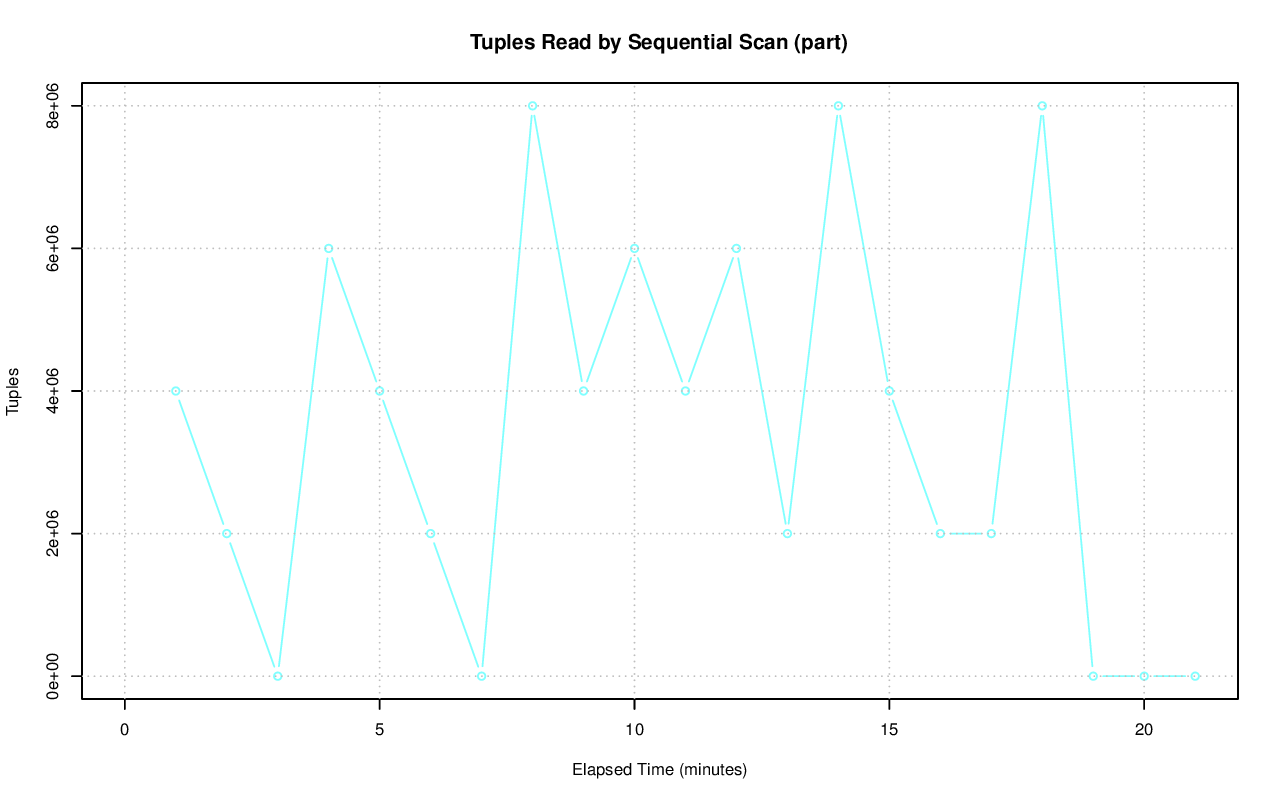 Tuples Read by Sequential Scan (part)
8e+06
6e+06
4e+06
2e+06
0e+00
Tuples
0 5 10 15 20
Elapsed Time (minutes)